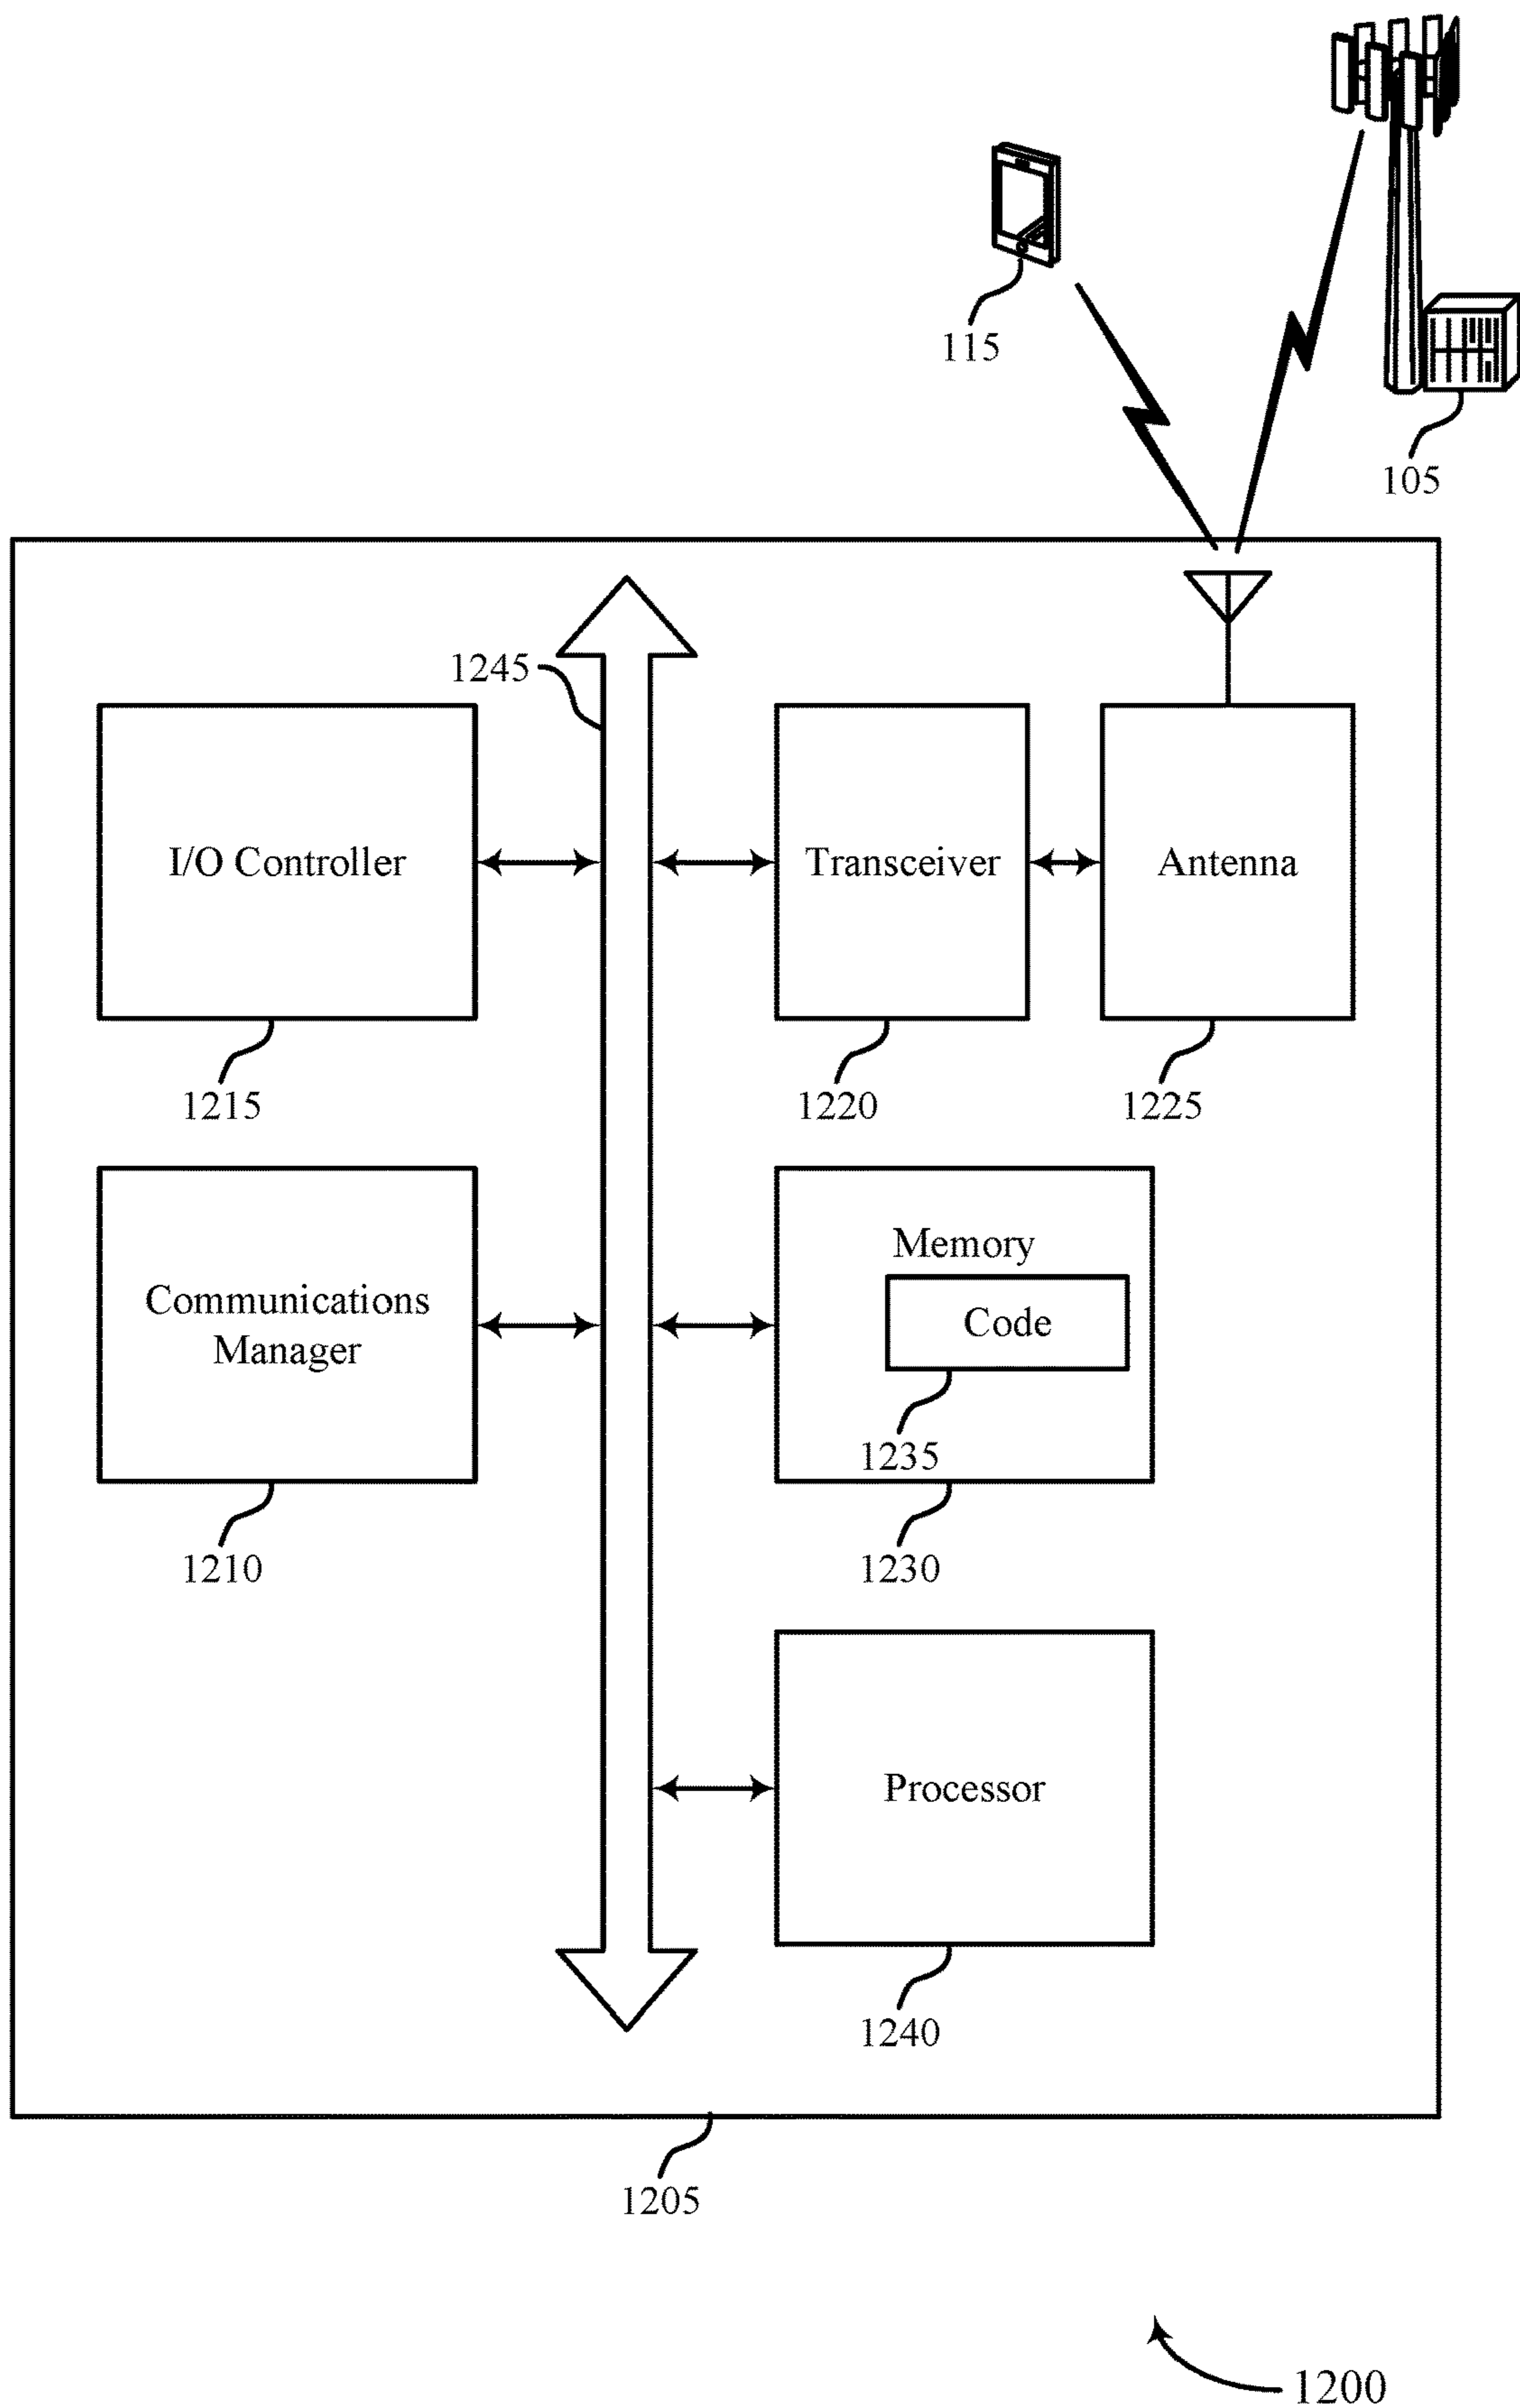 115
105
1245
I/O Controller
Transceiver
Antenna
1215
1220
1225
Memory
Communications
Manager
Code
1235
1210
1230
Processor
1240
1205
1200